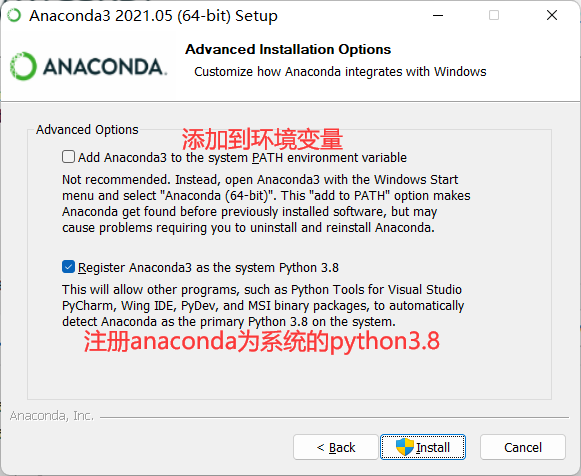 Anaconda3 2021.05 (64-bit) Setup
ANACONDA.
Advanced Installation Options
Customize how Anaconda integrates with Windows
Advanced Options
添加到环境变量
Add Anaconda3 to the system PATH environment variable
Not recommended. Instead, open Anaconda3 with the Windows Start
menu and select "Anaconda (64-bit)". This "add to PATH" option makes
Anaconda get found before previously installed software, but may
cause problems requiring you to uninstall and reinstall Anaconda.
Register Anaconda3 as the system Python 3.8
This will allow other programs, such as Python Tools for Visual Studio
PyCharm, Wing IDE, PyDev, and MSI binary packages, to automatically
detect Anaconda as the primary Python 3.8 on the system.
注册anaconda为系统的python3.8
Anaconda, Inc.
< Back
Install
Cancel